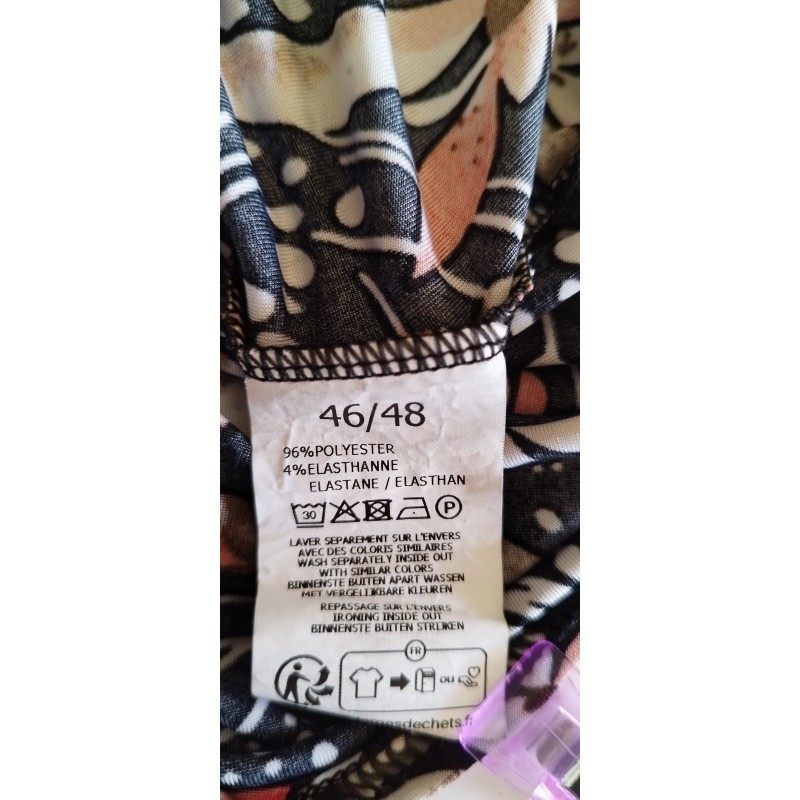 46/48
96%POLYESTER
4%ELASTHANNE
ELASTANE / ELASTHAN
30 P
LAVER SEPAREMENT SUR L'ENVERS
AVEC DES COLORIS SIMILAIRES
WASH SEPARATELY INSIDE OUT
WITH SIMILAR COLORS
BINNENSTE BUITEN APART WASSEN
MET VERGELIJKBARE KLEUREN
REPASSAGE SUR L'ENVERS
IRONING INSIDE OUT
BINNENSTE BUITEN STRIJKEN
FR
OU